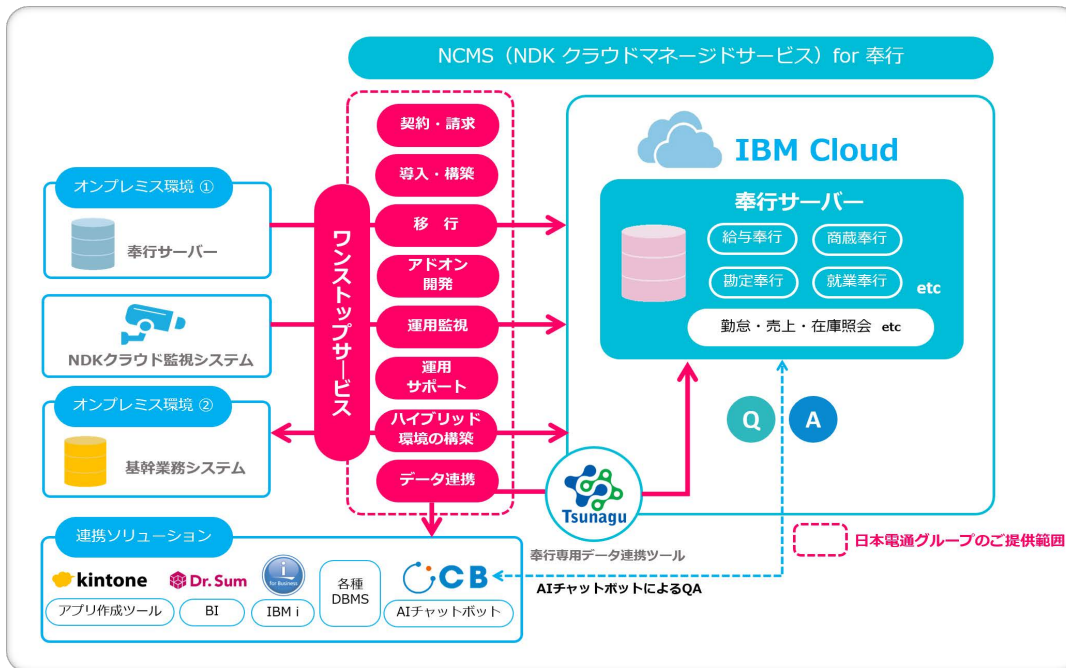 NCMS（NDK クラウドマネージドサービス）for 奉行
契約・請求
導入・構築
移 行
アドオン
開発
運用監視
運用
サポート
ハイブリッド
環境の構築
データ連携
ワンストップサービス
オンプレミス環境 ①
奉行サーバー
NDKクラウド監視システム
オンプレミス環境 ②
基幹業務システム
IBM Cloud
奉行サーバー
給与奉行
商蔵奉行
勘定奉行
就業奉行
etc
勤怠・売上・在庫照会 etc
Q
A
Tsunagu
奉行専用データ連携ツール
日本電通グループのご提供範囲
AIチャットボットによるQA
連携ソリューション
kintone
アプリ作成ツール
Dr.Sum
BI
i
for Business
IBM i
各種
DBMS
CB
AIチャットボット